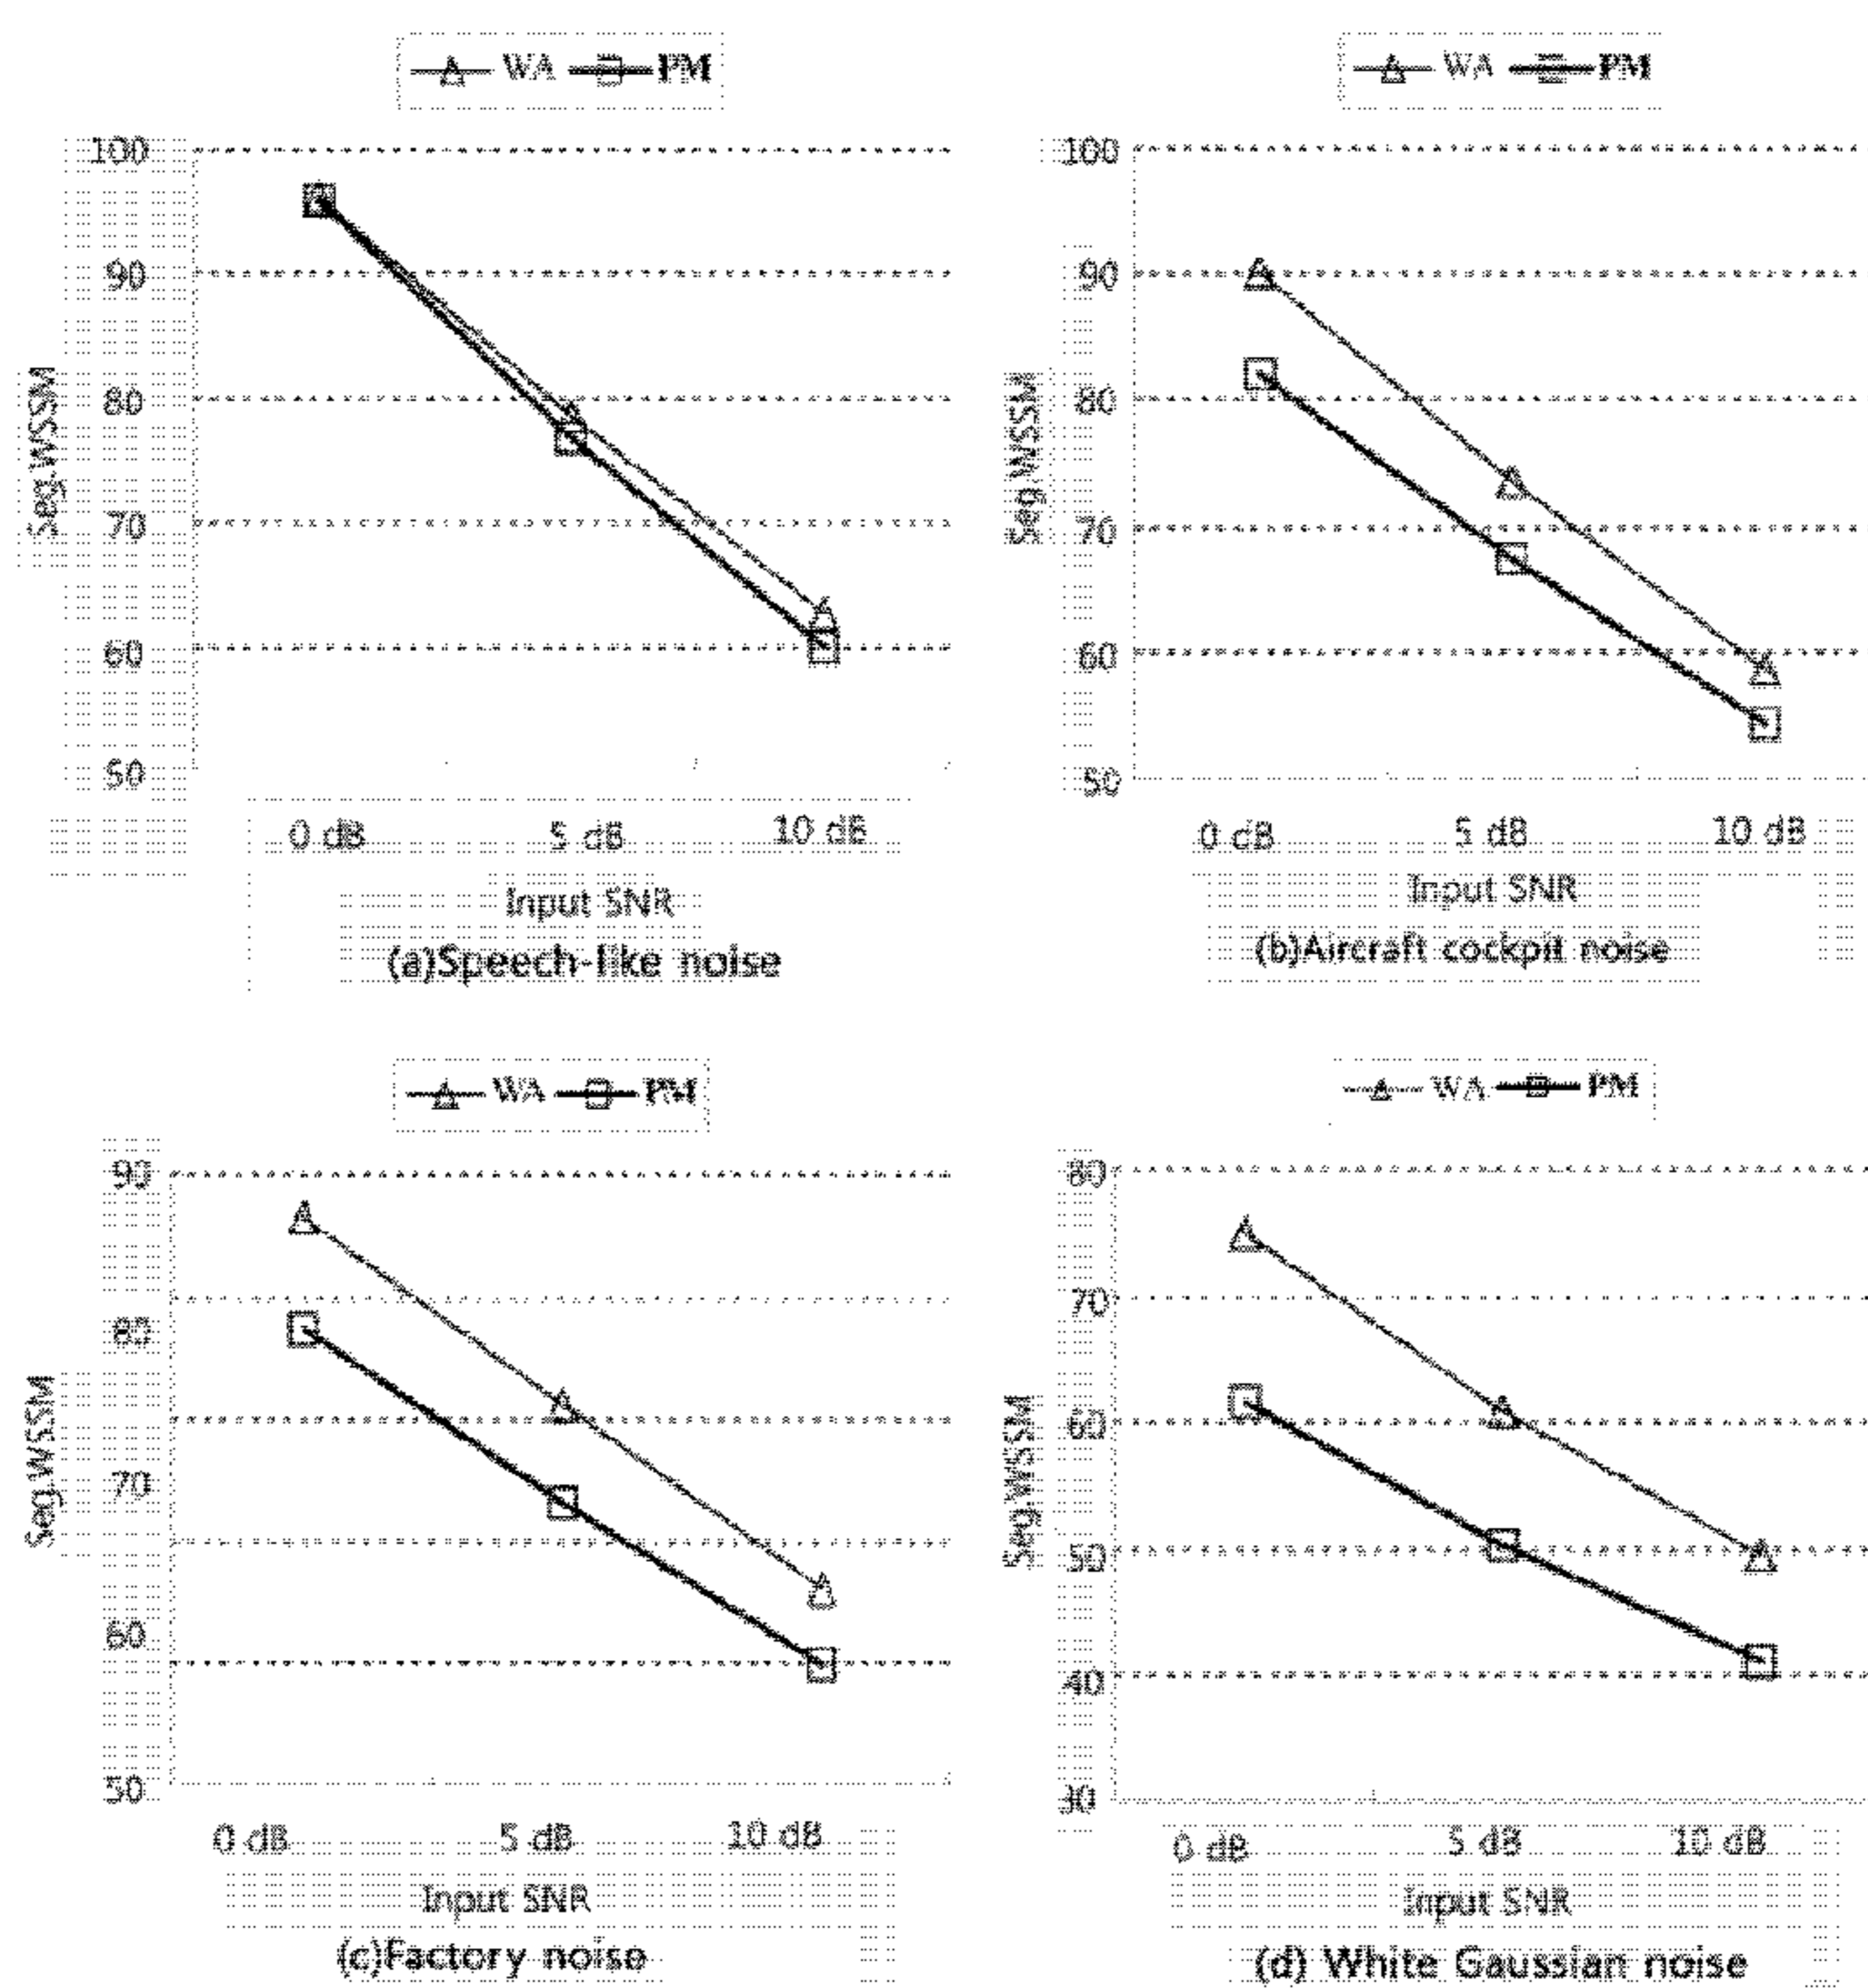 WA PM
100
90
80
70
60
50
Seg.WSSM
0 dB 5 dB 10 dB
Input SNR
(a)Speech-like noise
WA PM
100
90
80
70
60
50
Seg.WSSM
0 dB 5 dB 10 dB
Input SNR
(b)Aircraft cockpit noise
WA PM
90
80
70
60
50
Seg.WSSM
0 dB 5 dB 10 dB
Input SNR
(c)Factory noise
WA PM
80
70
60
50
40
30
Seg.WSSM
0 dB 5 dB 10 dB
Input SNR
(d) White Gaussian noise